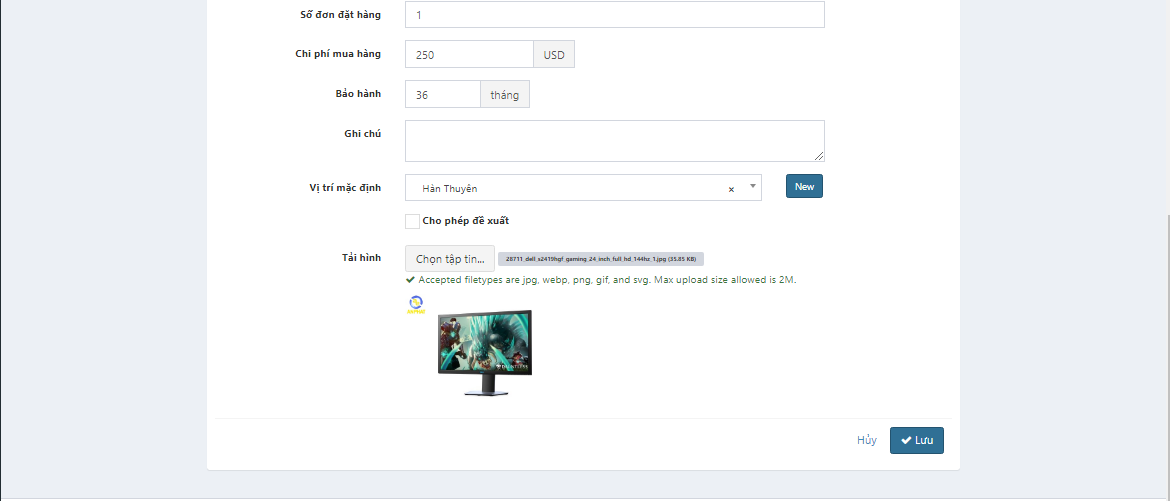 Số đơn đặt hàng
1
Chi phí mua hàng
250
USD
Bảo hành
36
tháng
Ghi chú
Vị trí mặc định
Hàn Thuyên
×
New
Cho phép đề xuất
Tải hình
Chọn tập tin...
28711_dell_s2419hgf_gaming_24_inch_full_hd_144hz_1.jpg (35.85 KB)
Accepted filetypes are jpg, webp, png, gif, and svg. Max upload size allowed is 2M.
DAUNTLESS
Hủy
Lưu